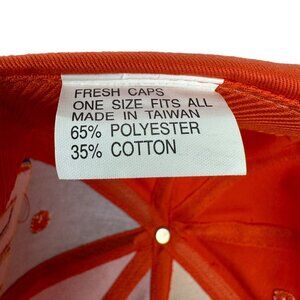 FRESH CAPS
ONE SIZE FITS ALL
MADE IN TAIWAN
65% POLYESTER
35% COTTON